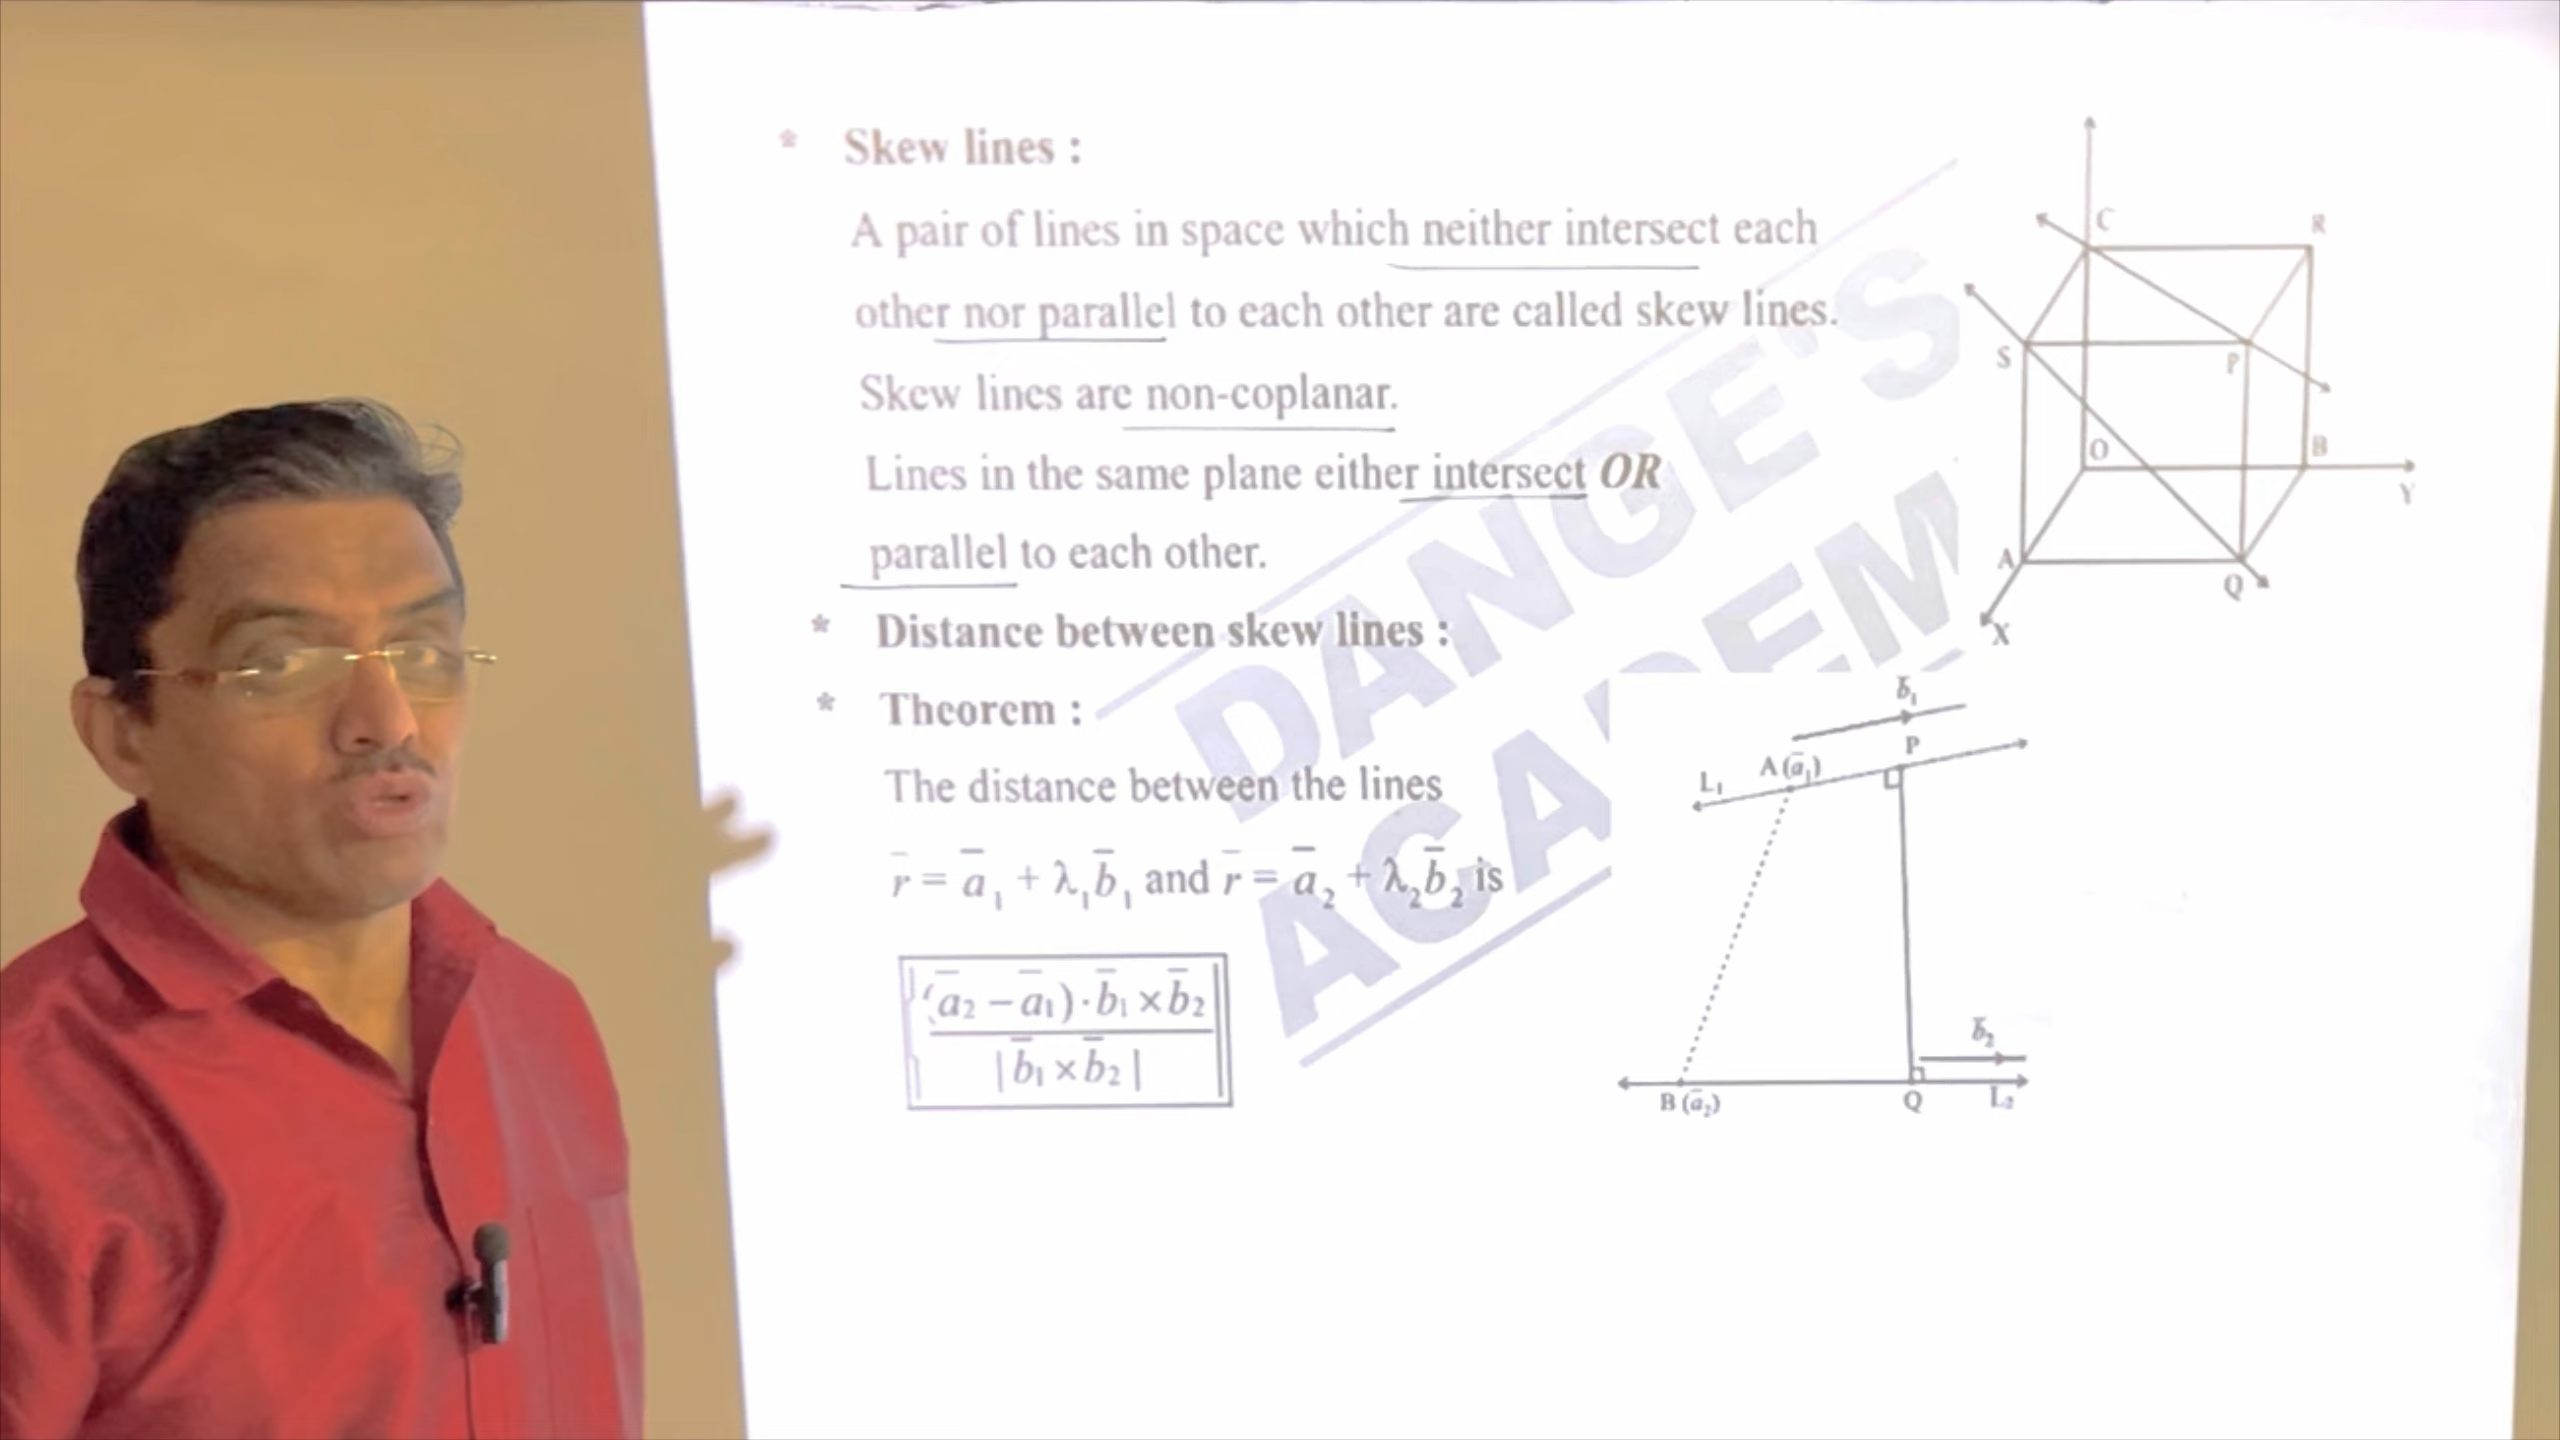 * Skew lines :
A pair of lines in space which neither intersect each
other nor parallel to each other are called skew lines.
Skew lines are non-coplanar.
Lines in the same plane either intersect OR
parallel to each other.
* Distance between skew lines :
* Theorem :
The distance between the lines
r̄ = ā₁ + λ₁b̄₁ and r̄ = ā₂ + λ₂b̄₂ is
|(ā₂ − ā₁) · b̄₁ × b̄₂
|b̄₁ × b̄₂| |
C
R
S
P
O
B
Y
A
Q
X
b̄₁
P
A (ā₁)
L₁
b̄₂
B (ā₂)
Q
L₂
DANGE'S
ACADEM